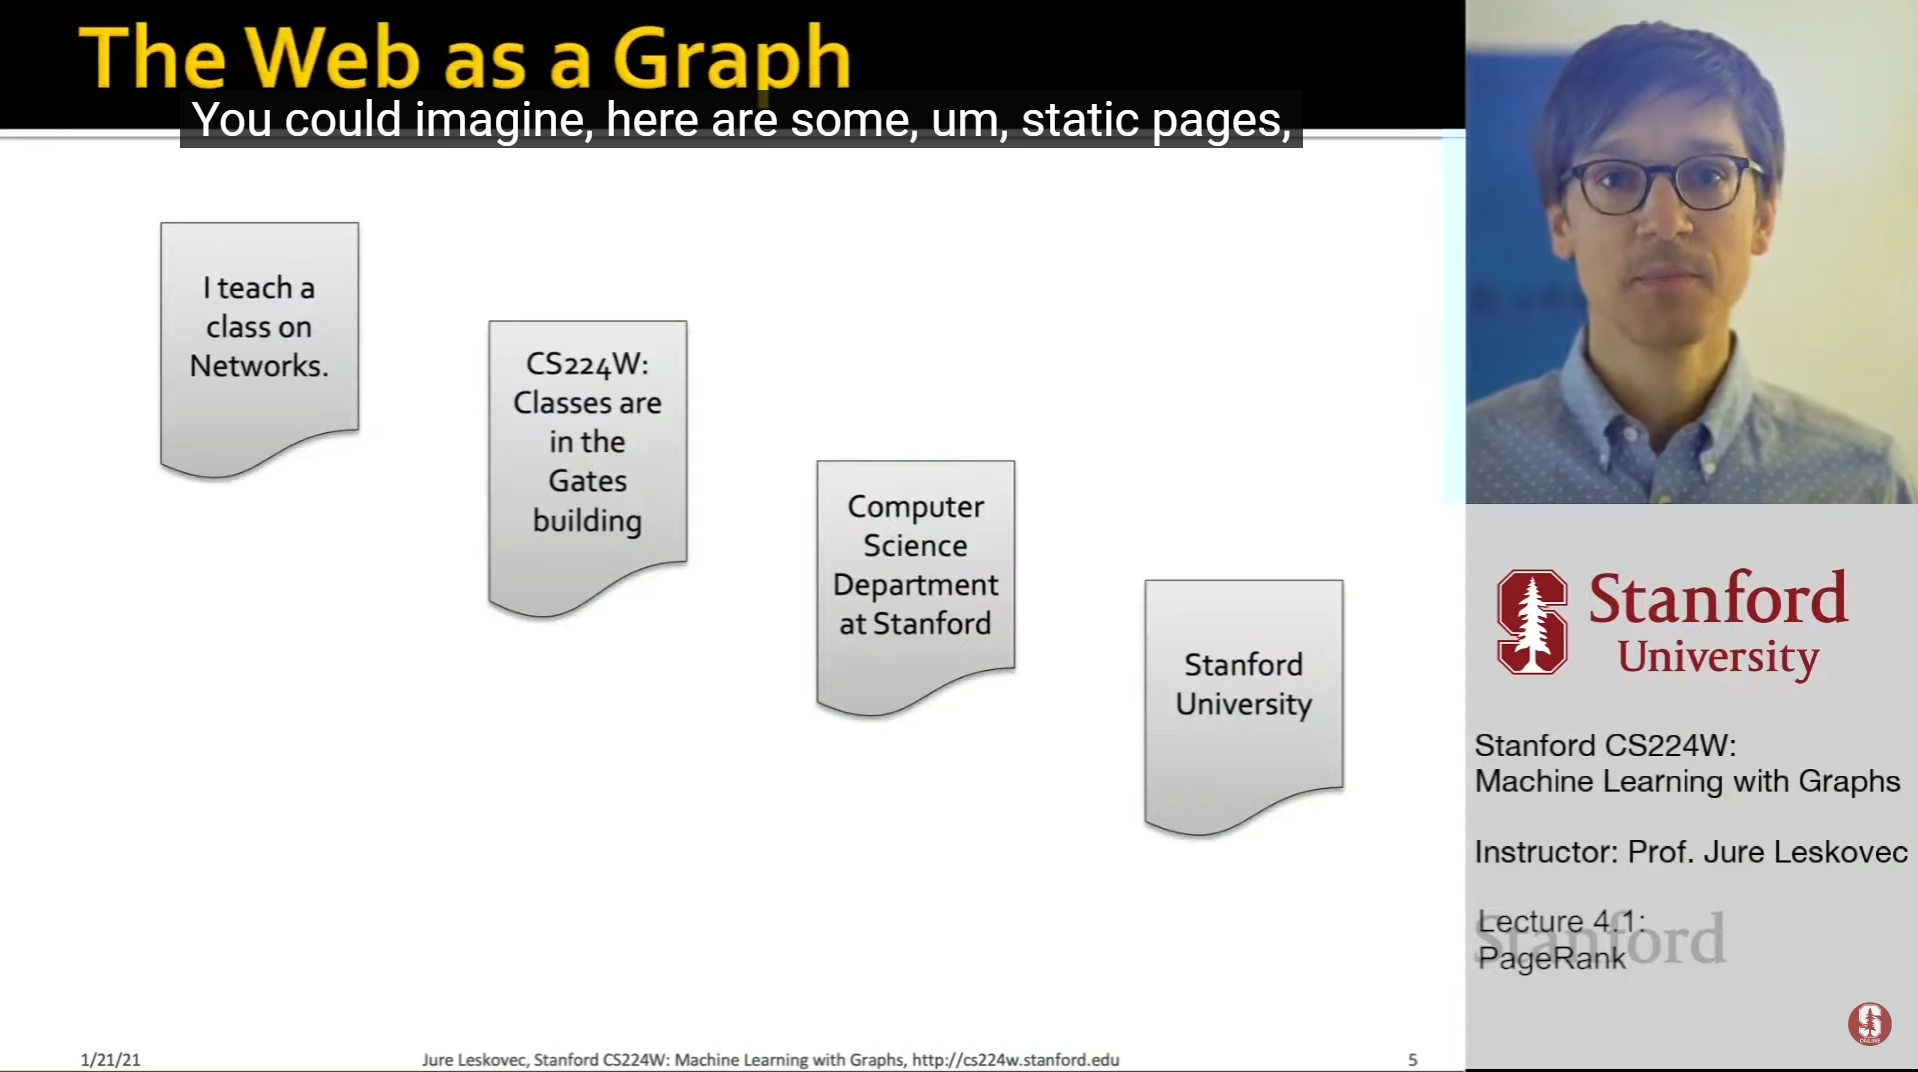 The Web as a Graph
You could imagine, here are some, um, static pages,
I teach a
class on
Networks.
CS224W:
Classes are
in the
Gates
building
Computer
Science
Department
at Stanford
Stanford
University
Stanford
University
Stanford CS224W:
Machine Learning with Graphs
Instructor: Prof. Jure Leskovec
Lecture 4.1:
PageRank
Stanford
S
ONLINE
1/21/21
Jure Leskovec, Stanford CS224W: Machine Learning with Graphs, http://cs224w.stanford.edu
5